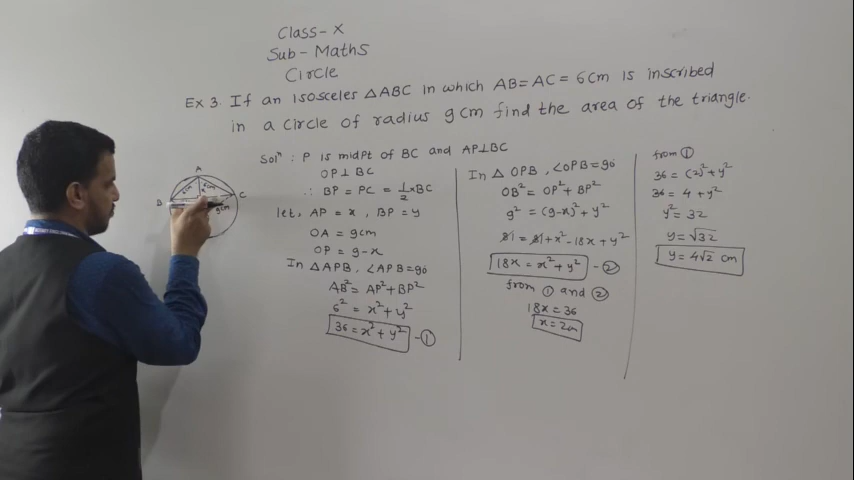 Class-X
Sub-Maths
Circle
Ex 3. If an isosceles △ABC in which AB=AC=6cm is inscribed
in a circle of radius 9cm find the area of the triangle.
A
6cm
6cm
B
C
9cm
Solⁿ : P is midPt of BC and AP⊥BC
OP⊥BC
∴ BP = PC = 1/2 × BC
let, AP = x , BP = y
OA = 9cm
OP = 9-x
In △APB, ∠APB=90
AB² = AP²+BP²
6² = x²+y²
36 = x²+y² -①
In △OPB, ∠OPB=90
OB² = OP²+BP²
9² = (9-x)²+y²
81 = 81+x²-18x+y²
18x = x²+y² -②
from ① and ②
18x=36
x=2cm
from ①
36 = (2)²+y²
36 = 4+y²
y² = 32
y = √32
y = 4√2 cm